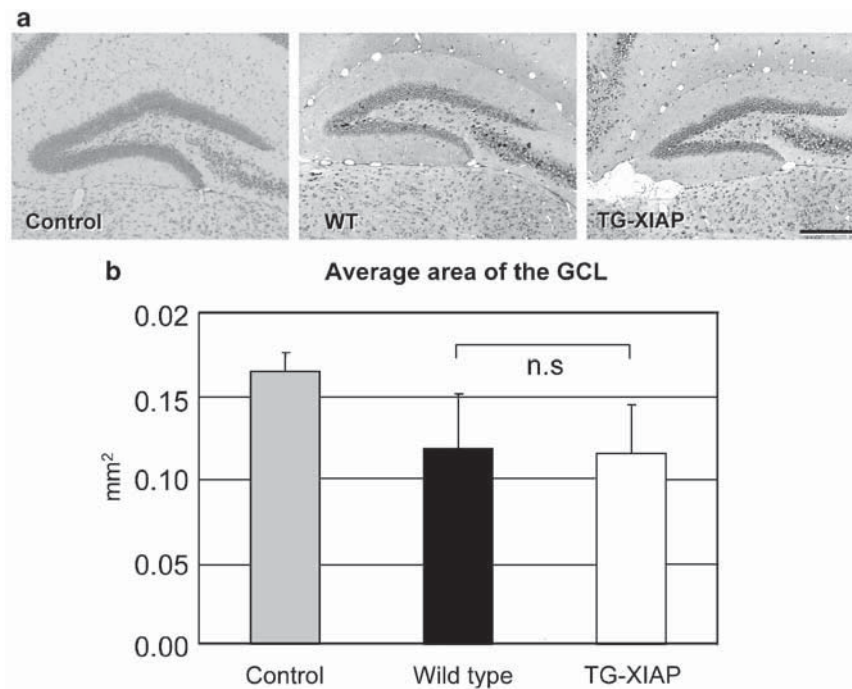 a
Control
WT
TG-XIAP
b
Average area of the GCL
0.02
0.15
0.10
0.05
0.00
mm²
n.s
Control
Wild type
TG-XIAP